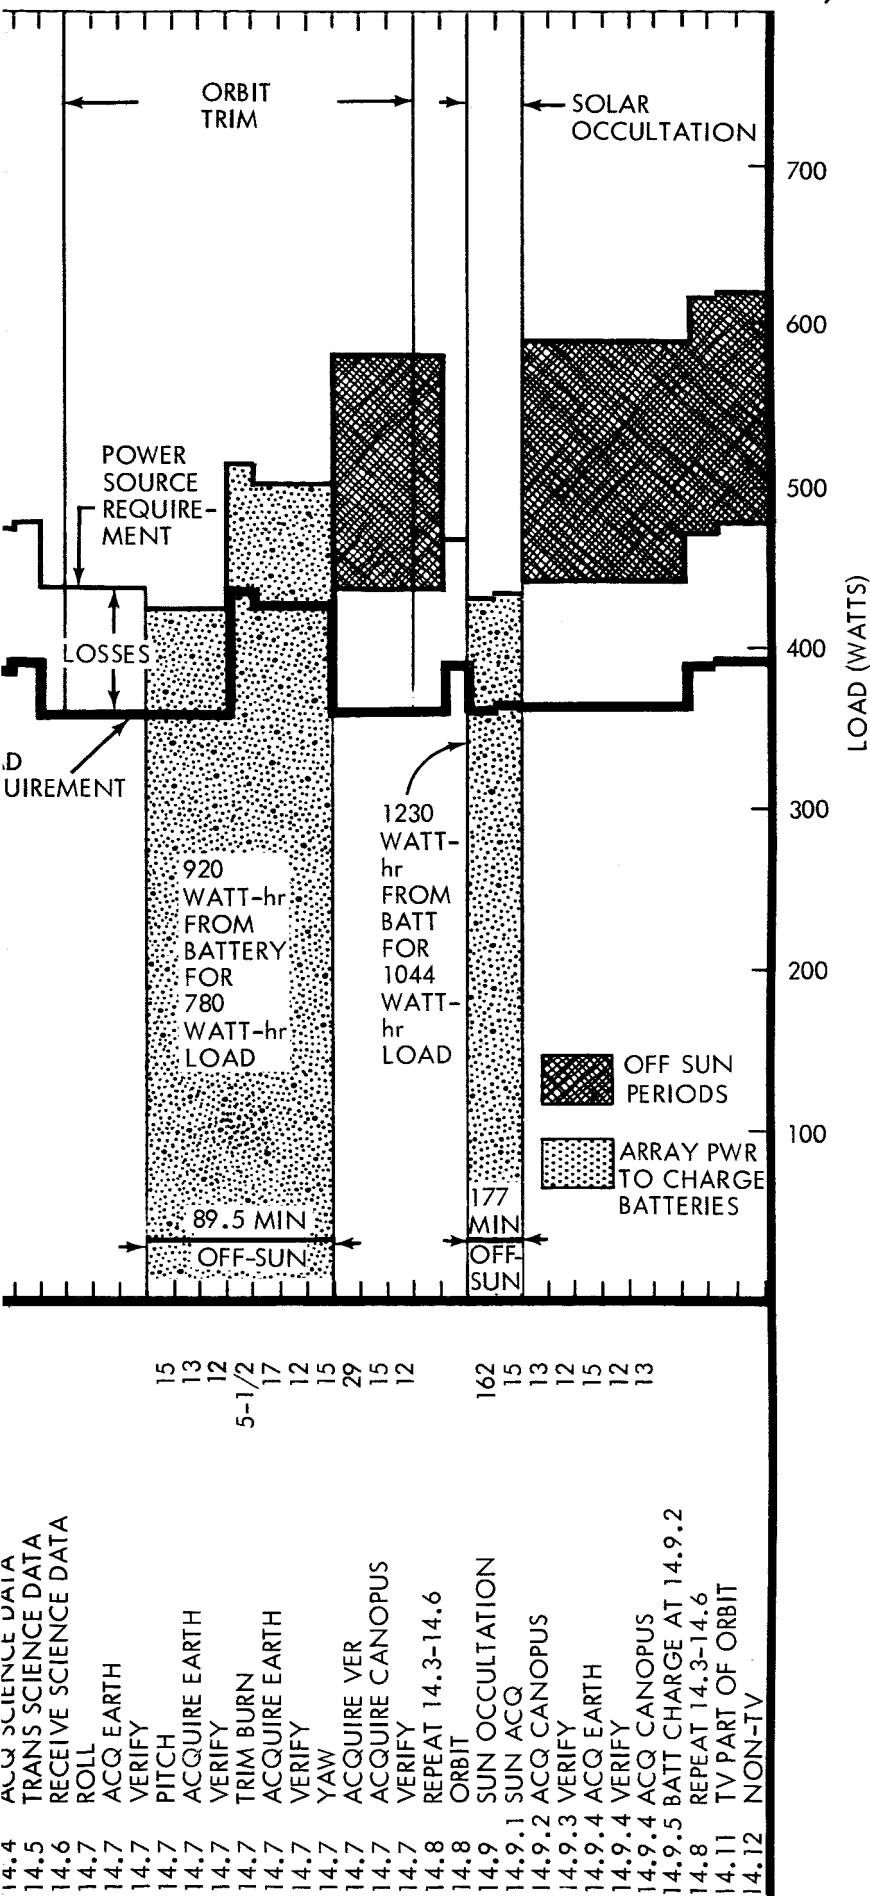 ORBIT
TRIM
SOLAR
OCCULTATION
700
600
POWER
SOURCE
REQUIRE-
MENT
500
LOSSES
400
LOAD (WATTS)
UIREMENT
300
920
WATT-hr
FROM
BATTERY
FOR
780
WATT-hr
LOAD
1230
WATT-
hr
FROM
BATT
FOR
1044
WATT-
hr
LOAD
200
OFF SUN
PERIODS
100
ARRAY PWR
TO CHARGE
BATTERIES
89.5 MIN
OFF-SUN
177
MIN
OFF-
SUN
15
13
12
5-1/2
17
12
15
29
15
12
162
15
13
12
15
12
13
14.4 ACQ SCIENCE DATA
14.5 TRANS SCIENCE DATA
14.6 RECEIVE SCIENCE DATA
14.7 ROLL
14.7 ACQ EARTH
14.7 VERIFY
14.7 PITCH
14.7 ACQUIRE EARTH
14.7 VERIFY
14.7 TRIM BURN
14.7 ACQUIRE EARTH
14.7 VERIFY
14.7 YAW
14.7 ACQUIRE VER
14.7 ACQUIRE CANOPUS
14.7 VERIFY
14.8 REPEAT 14.3-14.6
14.8 ORBIT
14.9 SUN OCCULTATION
14.9.1 SUN ACQ
14.9.2 ACQ CANOPUS
14.9.3 VERIFY
14.9.4 ACQ EARTH
14.9.4 VERIFY
14.9.4 ACQ CANOPUS
14.9.5 BATT CHARGE AT 14.9.2
14.8 REPEAT 14.3-14.6
14.11 TV PART OF ORBIT
14.12 NON-TV